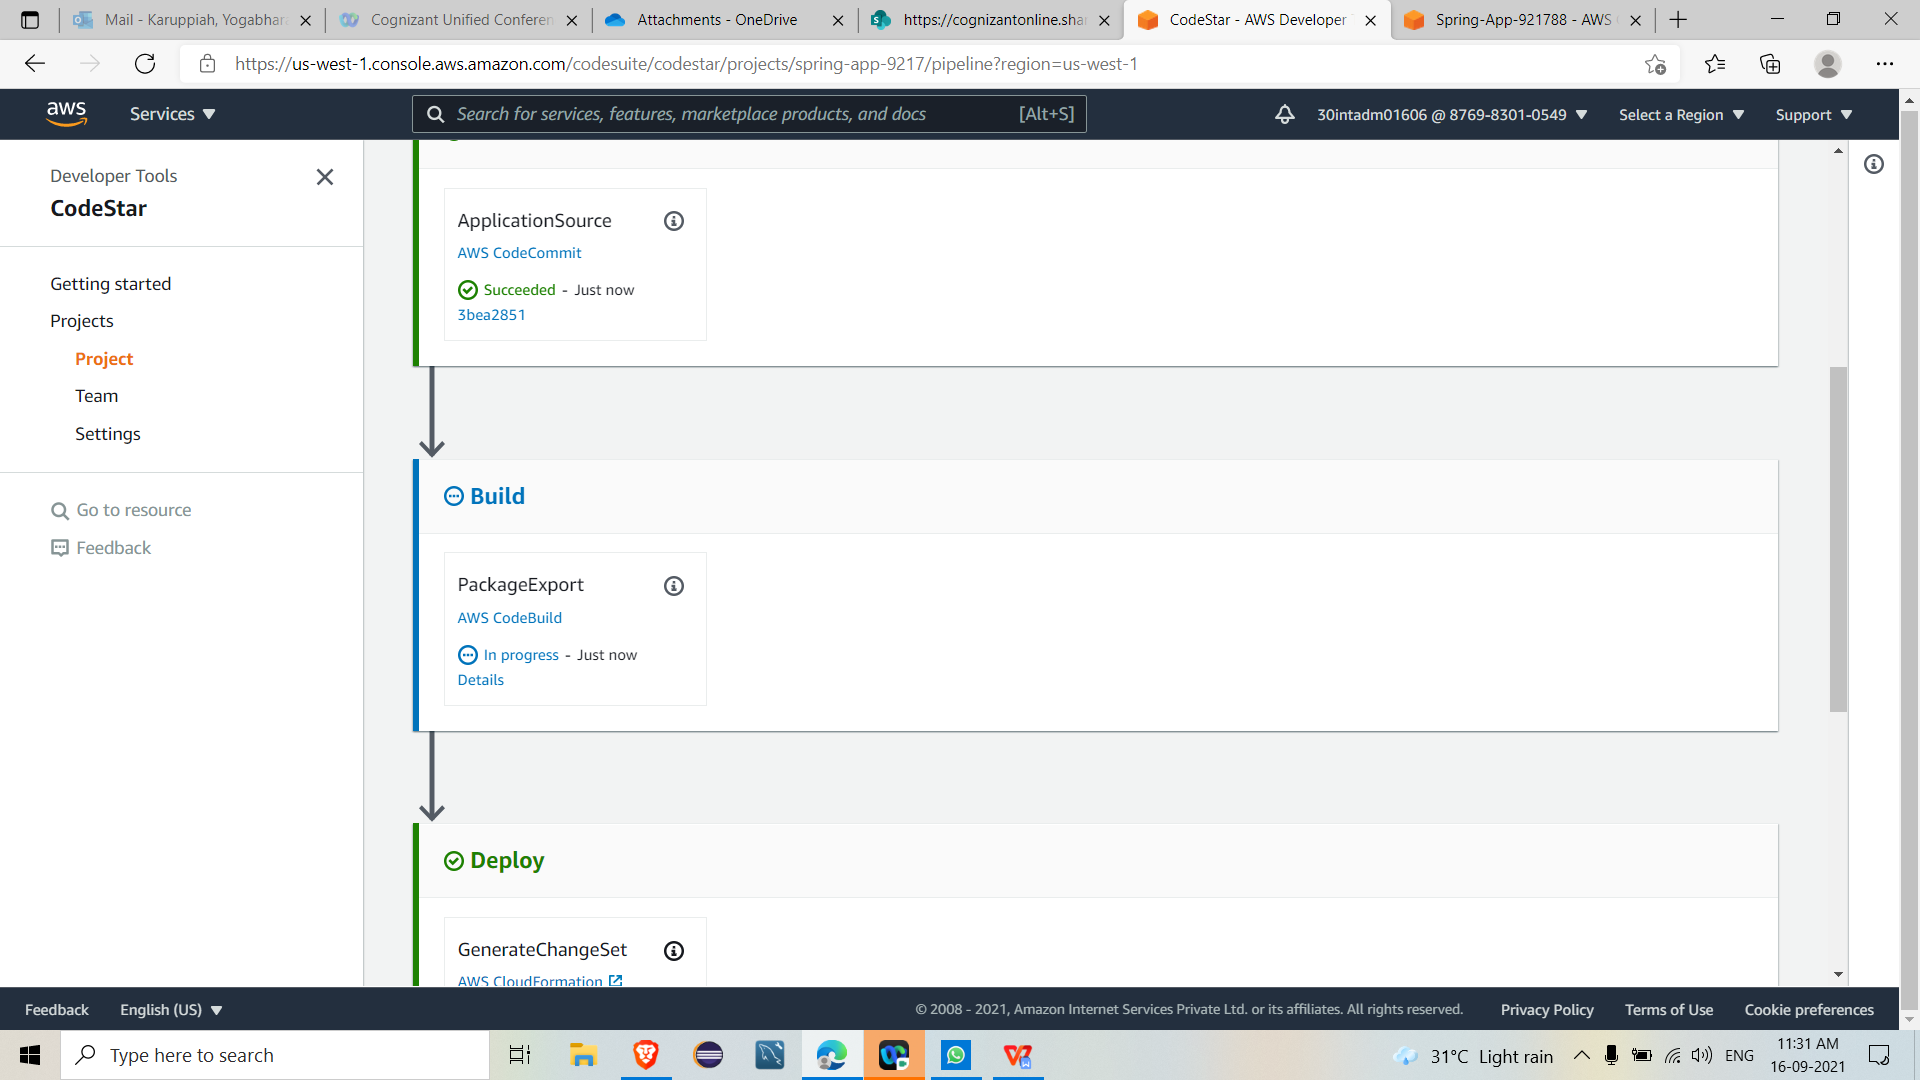 Mail - Karuppiah, Yogabhara
Cognizant Unified Conferen
Attachments - OneDrive
https://cognizantonline.sha
CodeStar - AWS Developer
Spring-App-921788 - AWS
https://us-west-1.console.aws.amazon.com/codesuite/codestar/projects/spring-app-9217/pipeline?region=us-west-1
aws
Services
Search for services, features, marketplace products, and docs
[Alt+S]
30intadm01606 @ 8769-8301-0549
Select a Region
Support
Developer Tools
CodeStar
Getting started
Projects
Project
Team
Settings
Go to resource
Feedback
ApplicationSource
AWS CodeCommit
Succeeded - Just now
3bea2851
Build
PackageExport
AWS CodeBuild
In progress - Just now
Details
Deploy
GenerateChangeSet
AWS CloudFormation
Feedback
English (US)
© 2008 - 2021, Amazon Internet Services Private Ltd. or its affiliates. All rights reserved.
Privacy Policy
Terms of Use
Cookie preferences
Type here to search
31°C Light rain
ENG
11:31 AM
16-09-2021